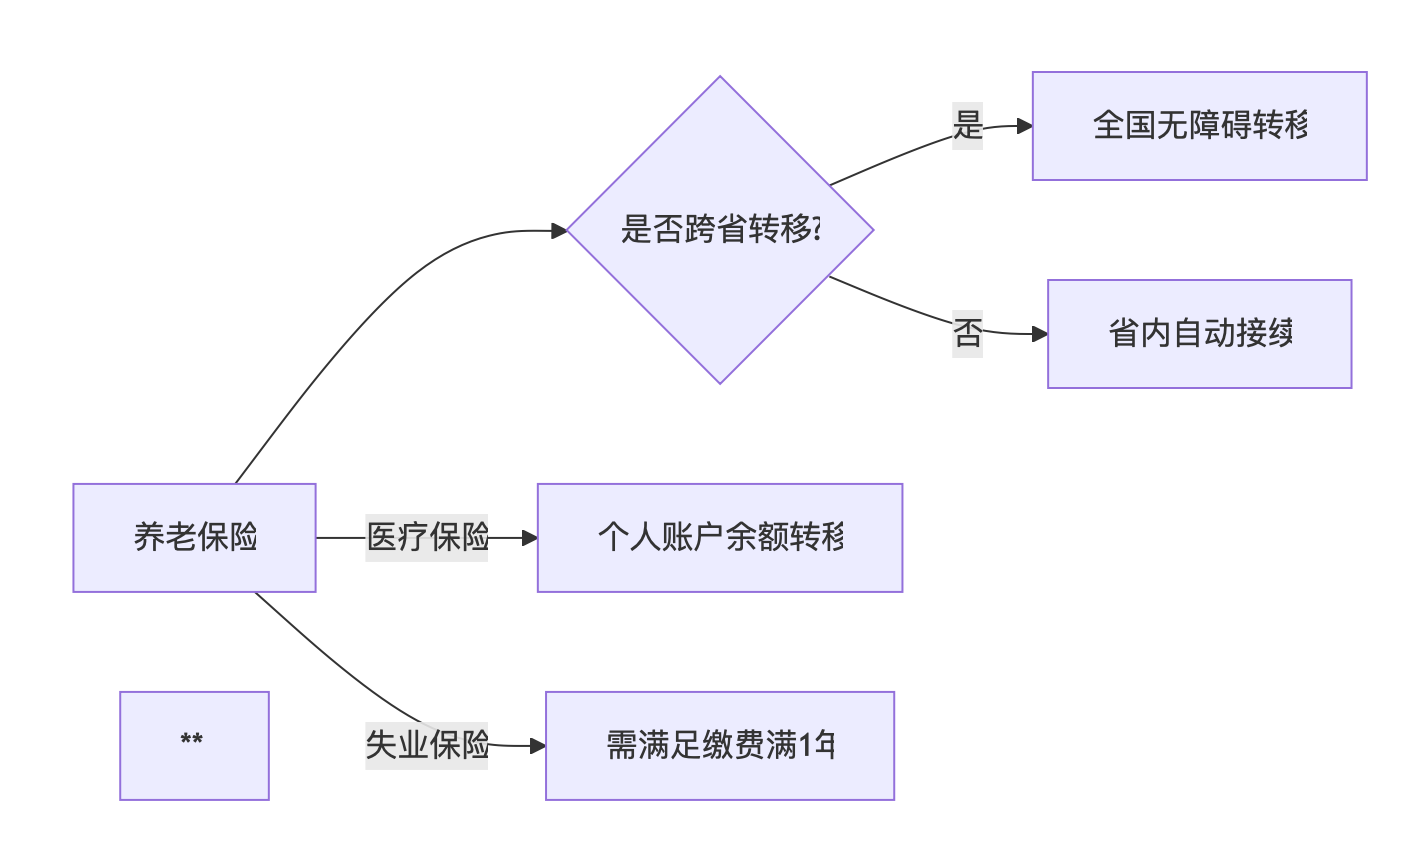 是
全国无障碍转移
是否跨省转移?
否
省内自动接续
养老保险
医疗保险
个人账户余额转移
**
失业保险
需满足缴费满1年